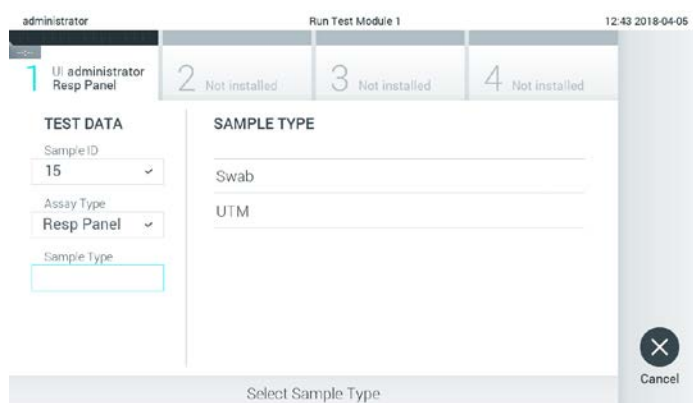 administrator Run Test Module 1 12:43 2018-04-05
1 UI administrator Resp Panel
2 Not installed
3 Not installed
4 Not installed
TEST DATA
Sample ID
15
Assay Type
Resp Panel
Sample Type
SAMPLE TYPE
Swab
UTM
Cancel
Select Sample Type